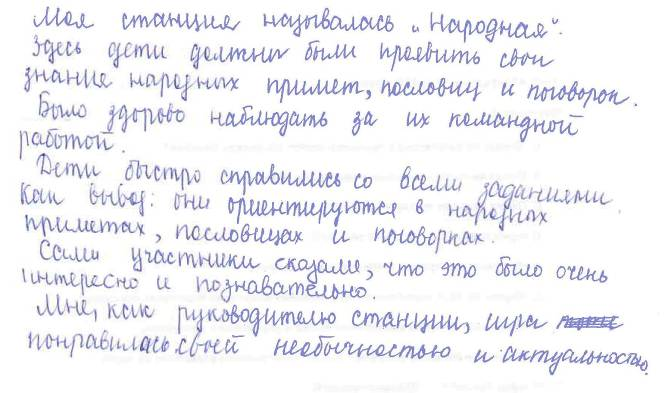 Моя станция называлась „Народная".
Здесь дети должны были проявить свои
знание народных примет, пословиц и поговорок.
Было здорово наблюдать за их командной
работой.
Дети быстро справились со всеми заданиями
Как вывод: они ориентируются в народных
приметах, пословицах и поговорках.
Сами участники сказали, что это было очень
интересно и познавательно.
Мне, как руководителю станции, игра
понравилась своей необычностью и актуальностью.